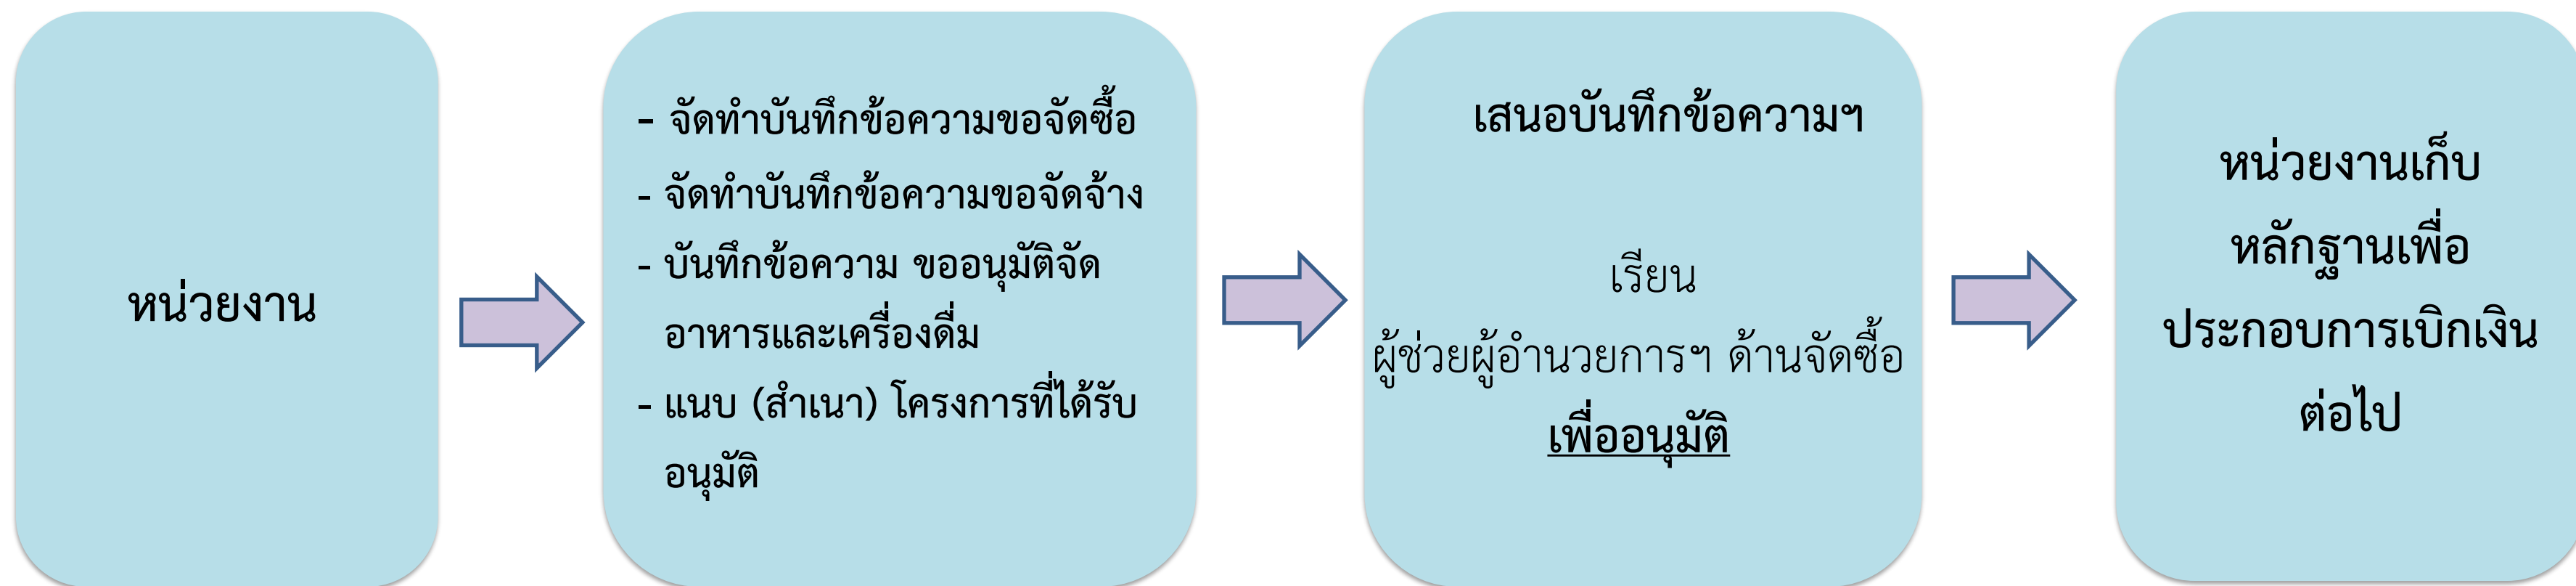 หน่วยงาน
- จัดทำบันทึกข้อความขอจัดซื้อ
- จัดทำบันทึกข้อความขอจัดจ้าง
- บันทึกข้อความ ขออนุมัติจัด
อาหารและเครื่องดื่ม
- แนบ (สำเนา) โครงการที่ได้รับ
อนุมัติ
เสนอบันทึกข้อความฯ
เรียน
ผู้ช่วยผู้อำนวยการฯ ด้านจัดซื้อ
เพื่ออนุมัติ
หน่วยงานเก็บ
หลักฐานเพื่อ
ประกอบการเบิกเงิน
ต่อไป